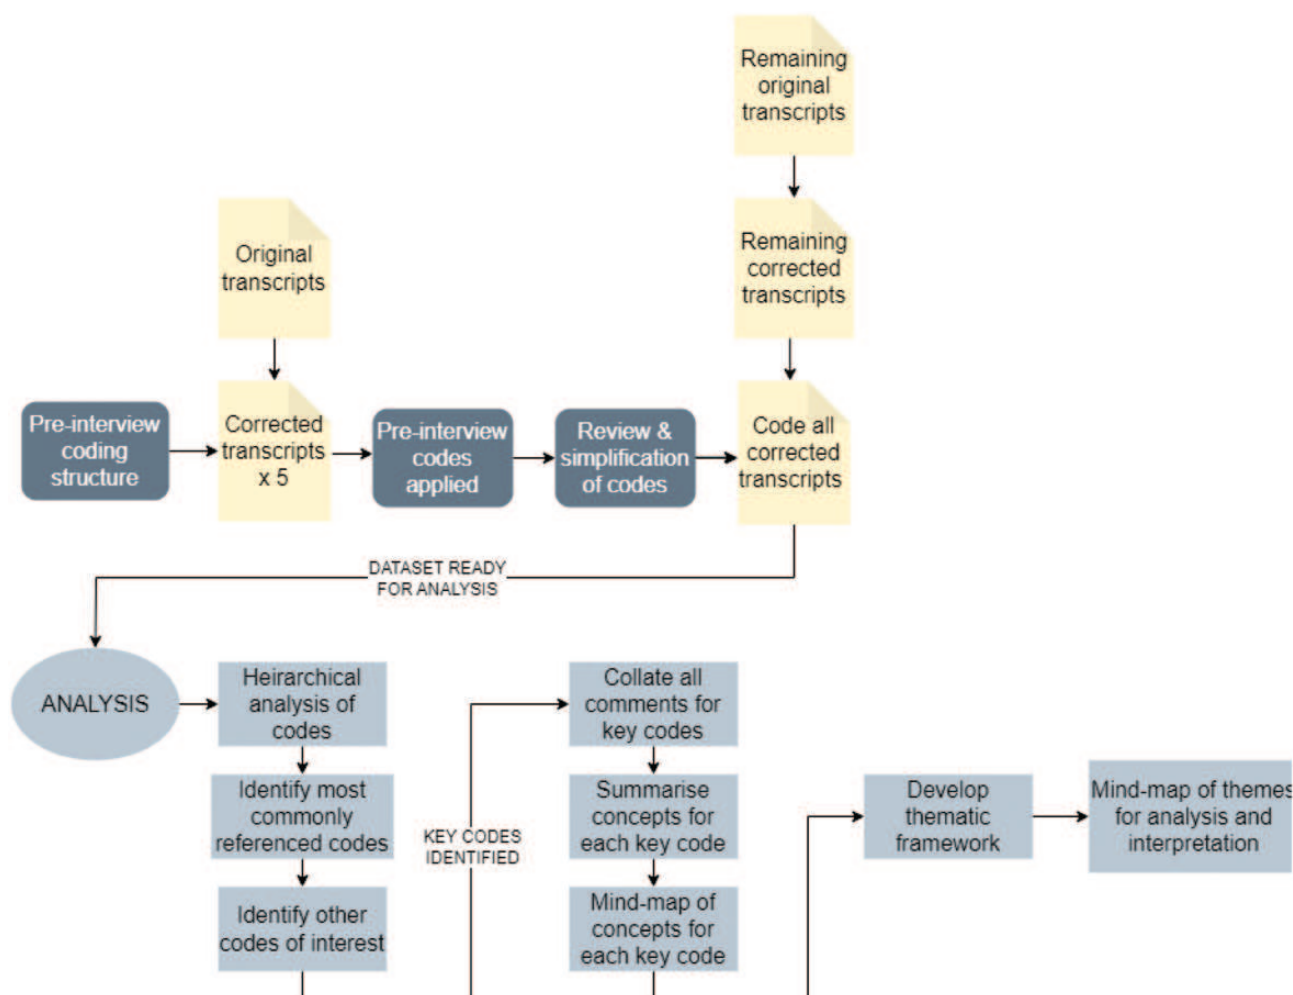 Remaining
original
transcripts
Original
transcripts
Remaining
corrected
transcripts
Pre-interview
coding
structure
Corrected
transcripts
x 5
Pre-interview
codes
applied
Review &
simplification
of codes
Code all
corrected
transcripts
DATASET READY
FOR ANALYSIS
ANALYSIS
Heirarchical
analysis of
codes
Identify most
commonly
referenced codes
Identify other
codes of interest
KEY CODES
IDENTIFIED
Collate all
comments for
key codes
Summarise
concepts for
each key code
Mind-map of
concepts for
each key code
Develop
thematic
framework
Mind-map of themes
for analysis and
interpretation